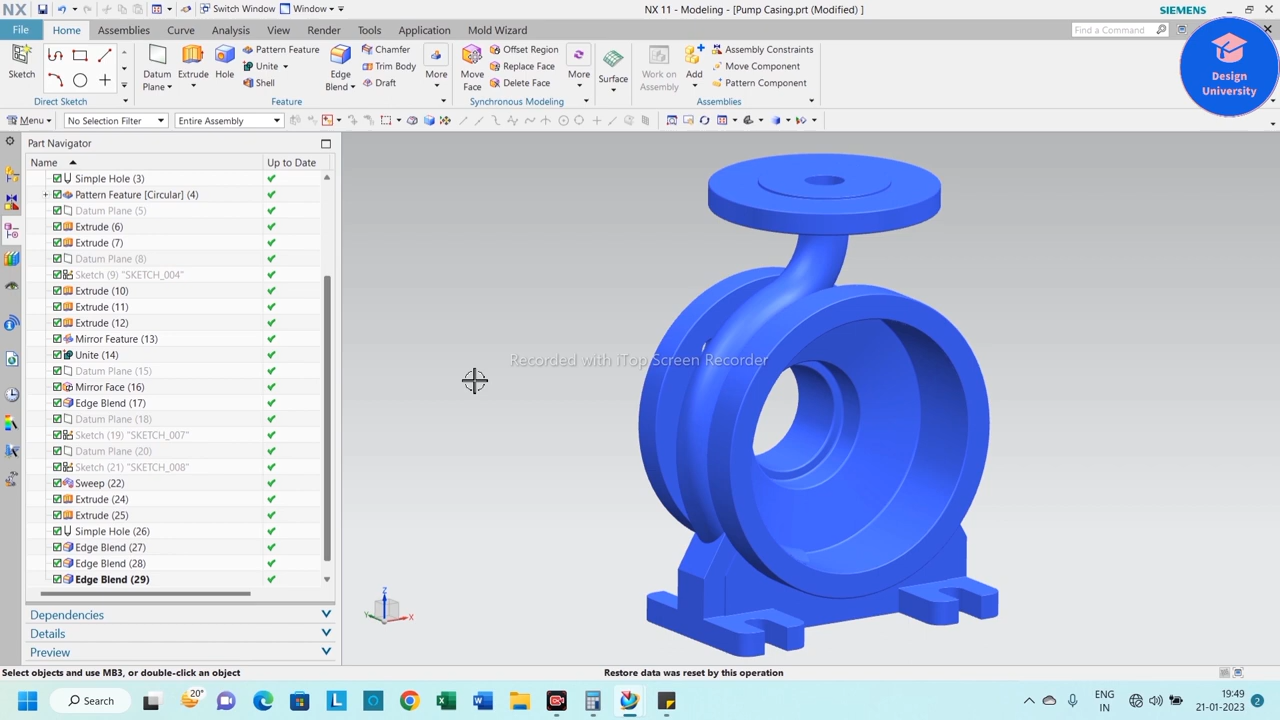 NX
Switch Window
Window
NX 11 - Modeling - [Pump Casing.prt (Modified) ]
SIEMENS
File
Home
Assemblies
Curve
Analysis
View
Render
Tools
Application
Mold Wizard
Find a Command
Sketch
Direct Sketch
Datum Plane
Extrude
Hole
Pattern Feature
Unite
Shell
Edge Blend
Chamfer
Trim Body
Draft
More
Feature
Move Face
Offset Region
Replace Face
Delete Face
More
Synchronous Modeling
Surface
Work on Assembly
Add
Assembly Constraints
Move Component
Pattern Component
Assemblies
Design
University
Menu
No Selection Filter
Entire Assembly
Part Navigator
Name
Up to Date
Simple Hole (3)
Pattern Feature [Circular] (4)
Datum Plane (5)
Extrude (6)
Extrude (7)
Datum Plane (8)
Sketch (9) "SKETCH_004"
Extrude (10)
Extrude (11)
Extrude (12)
Mirror Feature (13)
Unite (14)
Datum Plane (15)
Mirror Face (16)
Edge Blend (17)
Datum Plane (18)
Sketch (19) "SKETCH_007"
Datum Plane (20)
Sketch (21) "SKETCH_008"
Sweep (22)
Extrude (24)
Extrude (25)
Simple Hole (26)
Edge Blend (27)
Edge Blend (28)
Edge Blend (29)
Dependencies
Details
Preview
Recorded with iTop Screen Recorder
Z
Y
X
Select objects and use MB3, or double-click an object
Restore data was reset by this operation
Search
20°
ENG
IN
19:49
21-01-2023
2